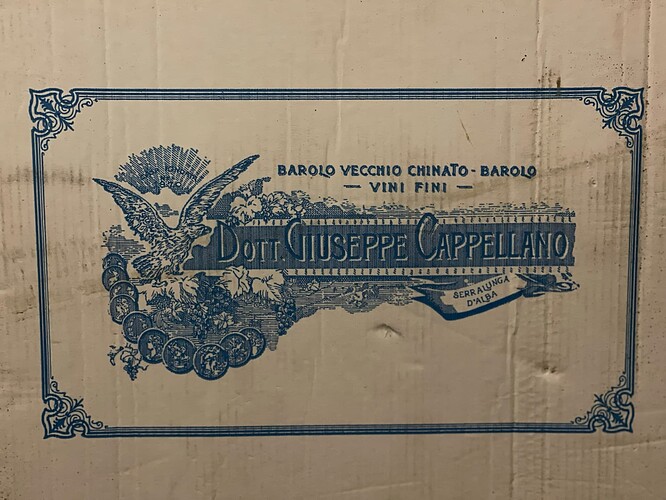 BAROLO VECCHIO CHINATO - BAROLO
— VINI FINI —
DOTT. GIUSEPPE CAPPELLANO
SERRALUNGA
D'ALBA